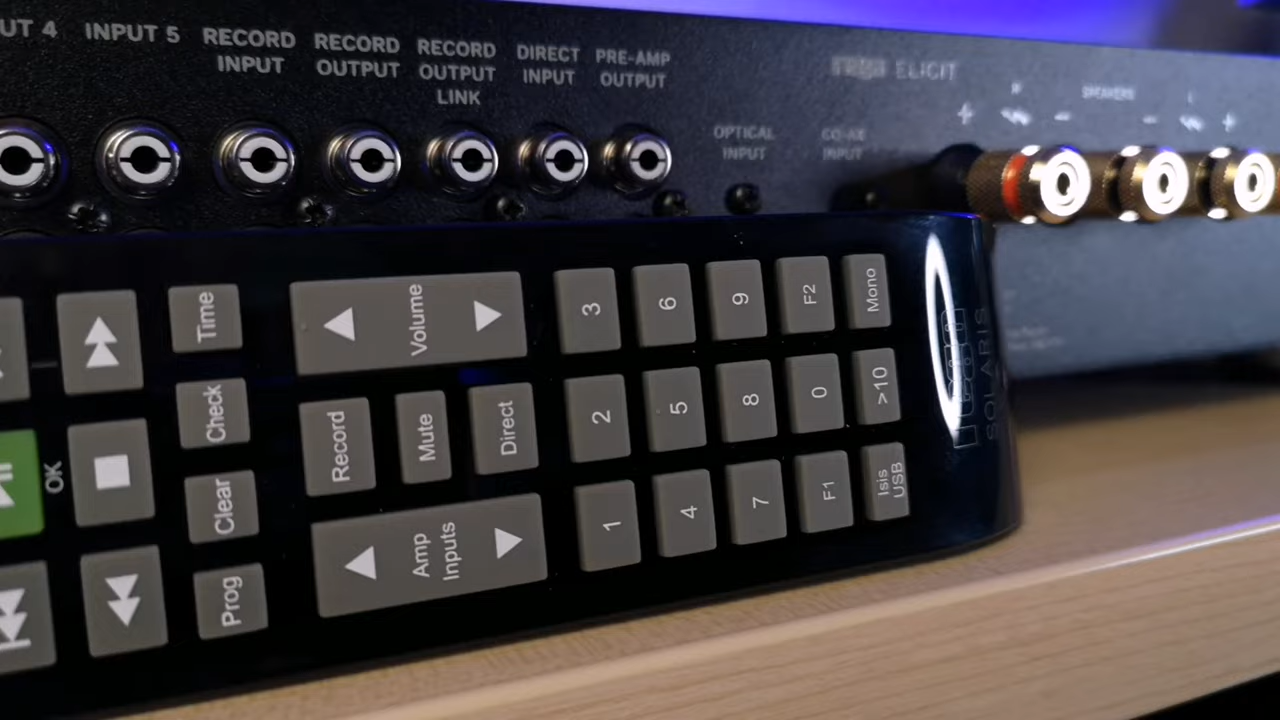 UT 4
INPUT 5
RECORD
INPUT
RECORD
OUTPUT
RECORD
OUTPUT
LINK
DIRECT
INPUT
PRE-AMP
OUTPUT
OPTICAL
INPUT
CO-AX
INPUT
ELICIT
R
SPEAKERS
L
+
−
−
+
Time
Check
Clear
Prog
OK
Volume
Record
Mute
Direct
Amp
Inputs
3
6
9
F2
Mono
2
5
8
0
>10
1
4
7
F1
Isis
USB
SOLARIS